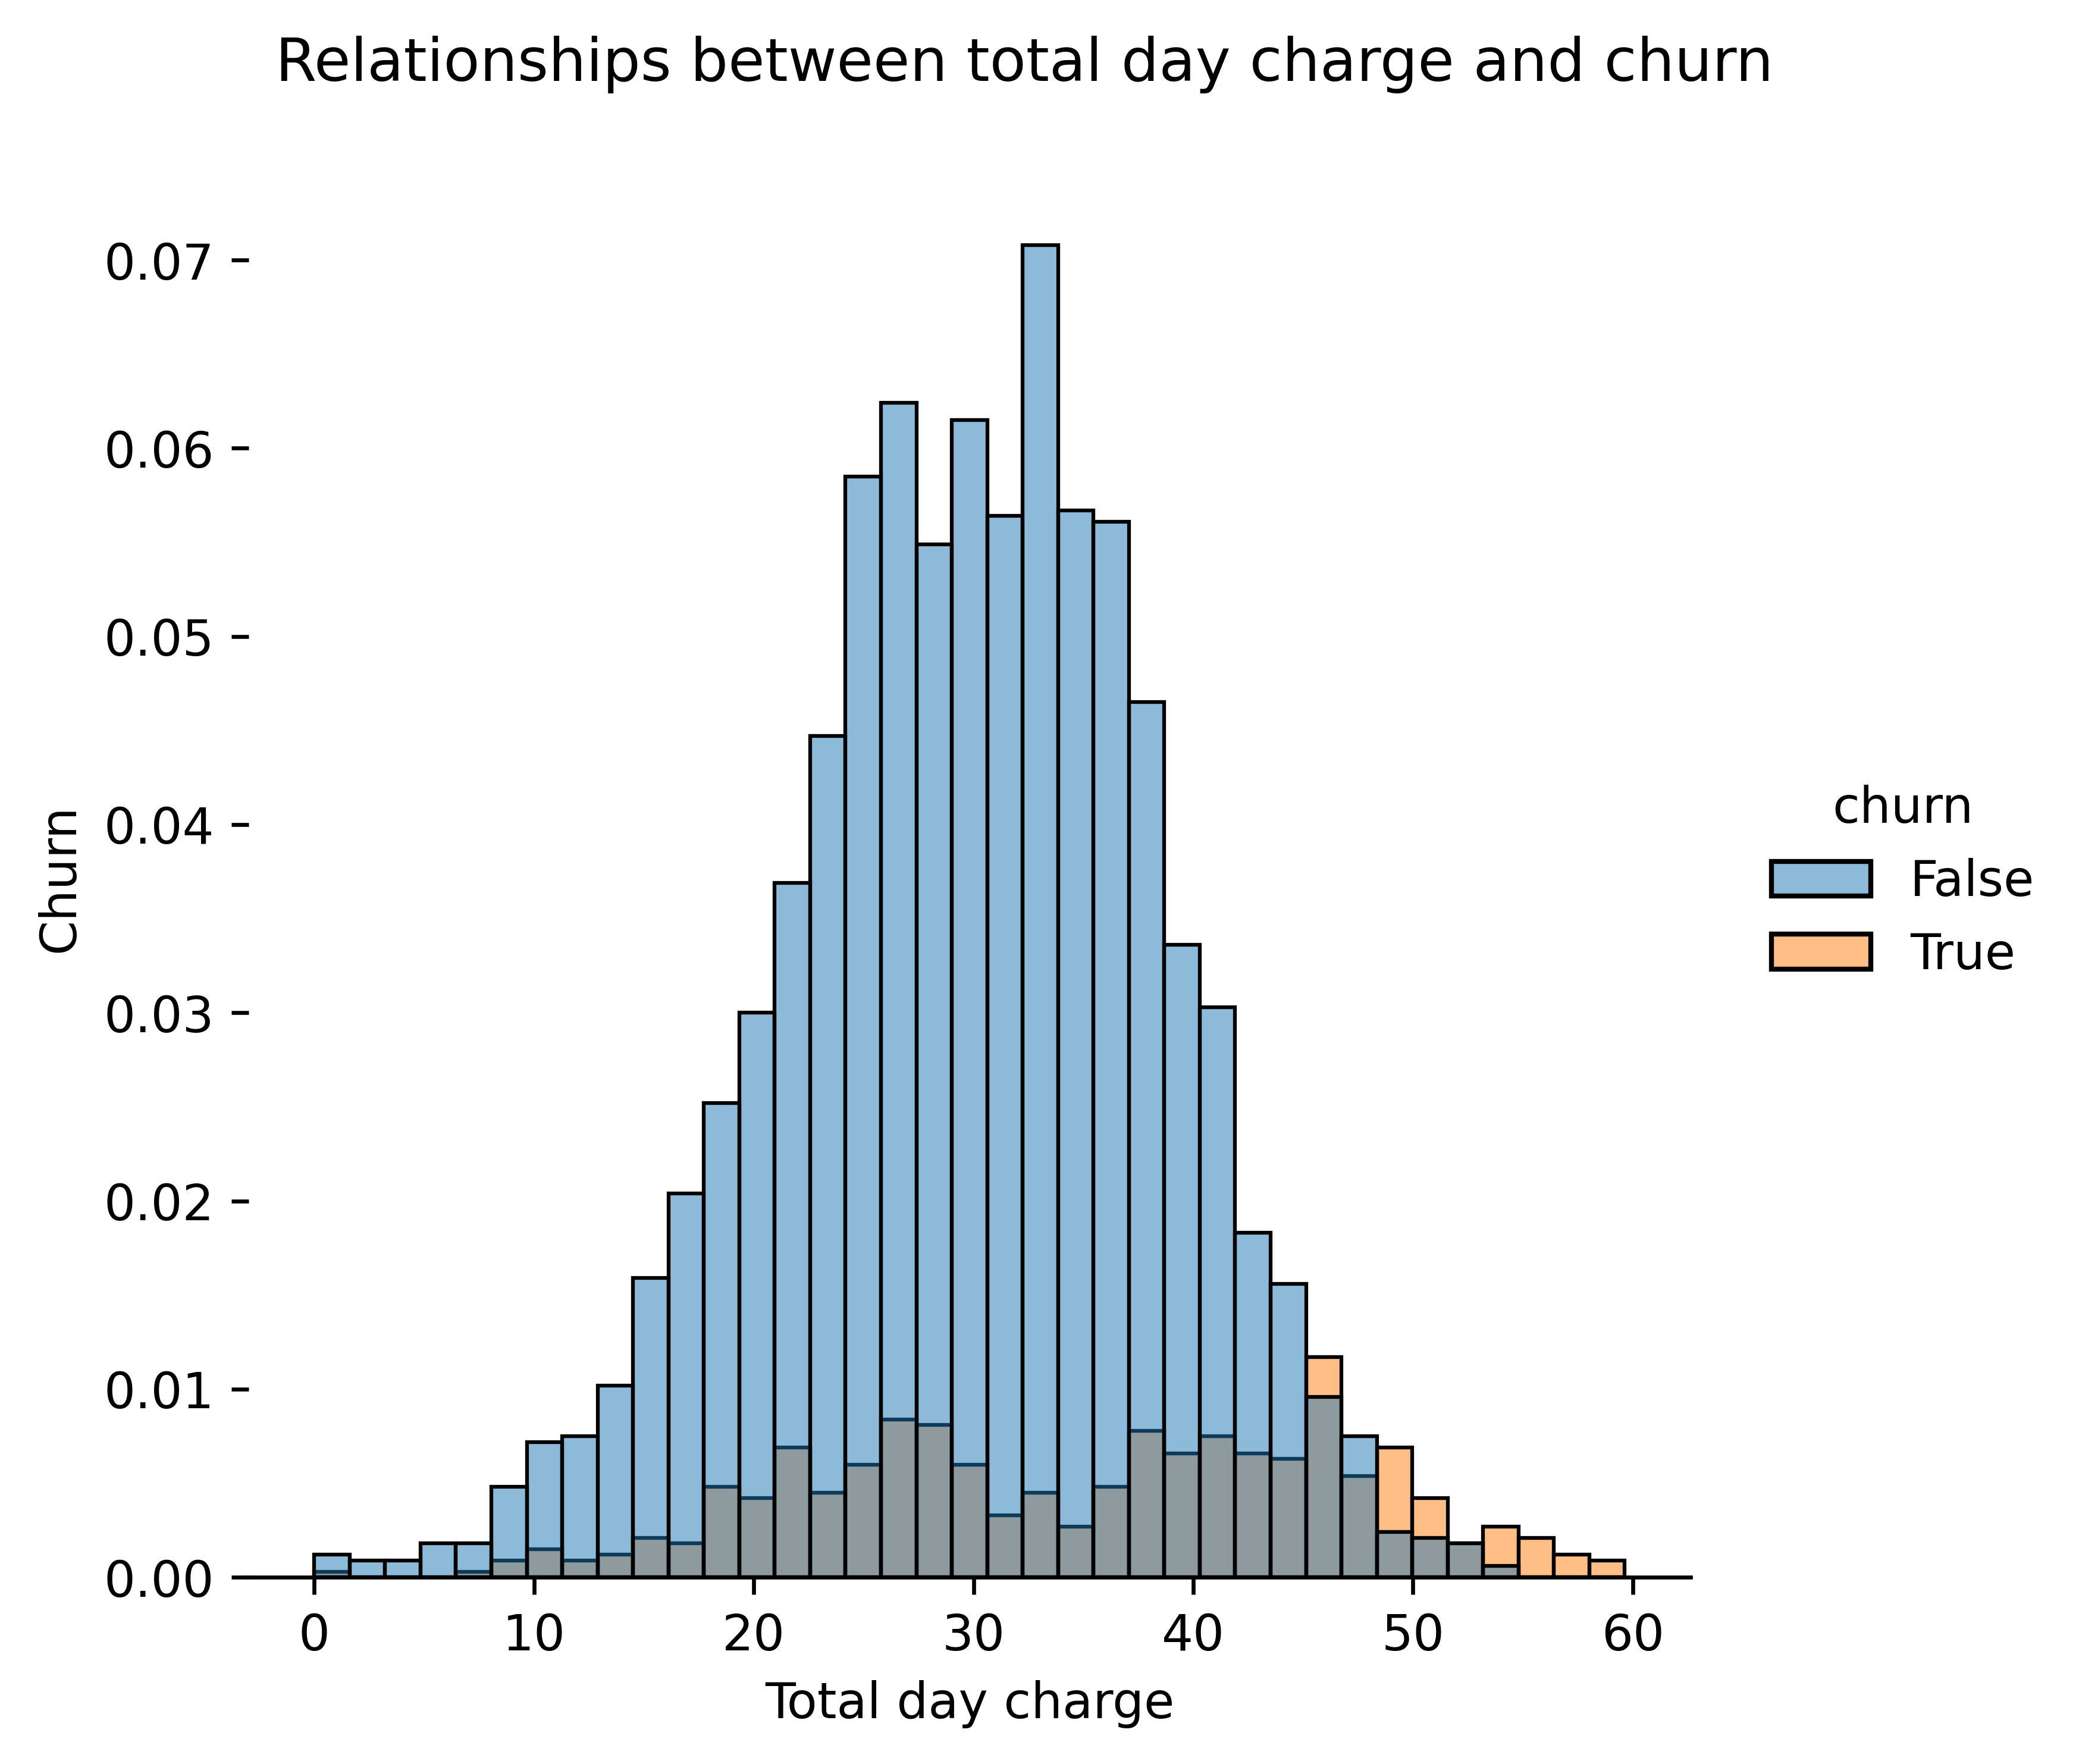 Relationships between total day charge and churn
0.07
0.06
0.05
0.04
0.03
0.02
0.01
0.00
Churn
0 10 20 30 40 50 60
Total day charge
churn
False
True